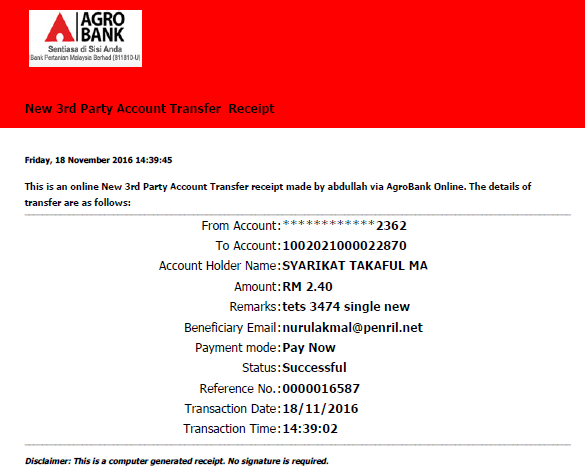 AGRO
BANK
Sentiasa di Sisi Anda
Bank Pertanian Malaysia Berhad (811810-U)
New 3rd Party Account Transfer Receipt
Friday, 18 November 2016 14:39:45
This is an online New 3rd Party Account Transfer receipt made by abdullah via AgroBank Online. The details of
transfer are as follows:
From Account:************2362
To Account:1002021000022870
Account Holder Name:SYARIKAT TAKAFUL MA
Amount:RM 2.40
Remarks:tets 3474 single new
Beneficiary Email:nurulakmal@penril.net
Payment mode:Pay Now
Status:Successful
Reference No.:0000016587
Transaction Date:18/11/2016
Transaction Time:14:39:02
Disclaimer: This is a computer generated receipt. No signature is required.